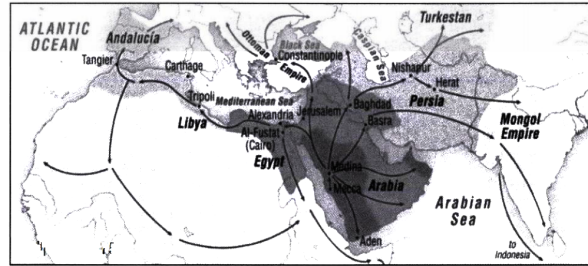 ATLANTIC
OCEAN
Andalucía
Tangier
Carthage
Tripoli
Mediterranean Sea
Libya
Alexandria
Al-Fustat
(Cairo)
Egypt
Ottoman
Empire
Black Sea
Constantinople
Caspian Sea
Turkestan
Nishapur
Herat
Persia
Jerusalem
Baghdad
Basra
Mongol
Empire
Madina
Mecca
Arabia
Aden
Arabian
Sea
to
Indonesia